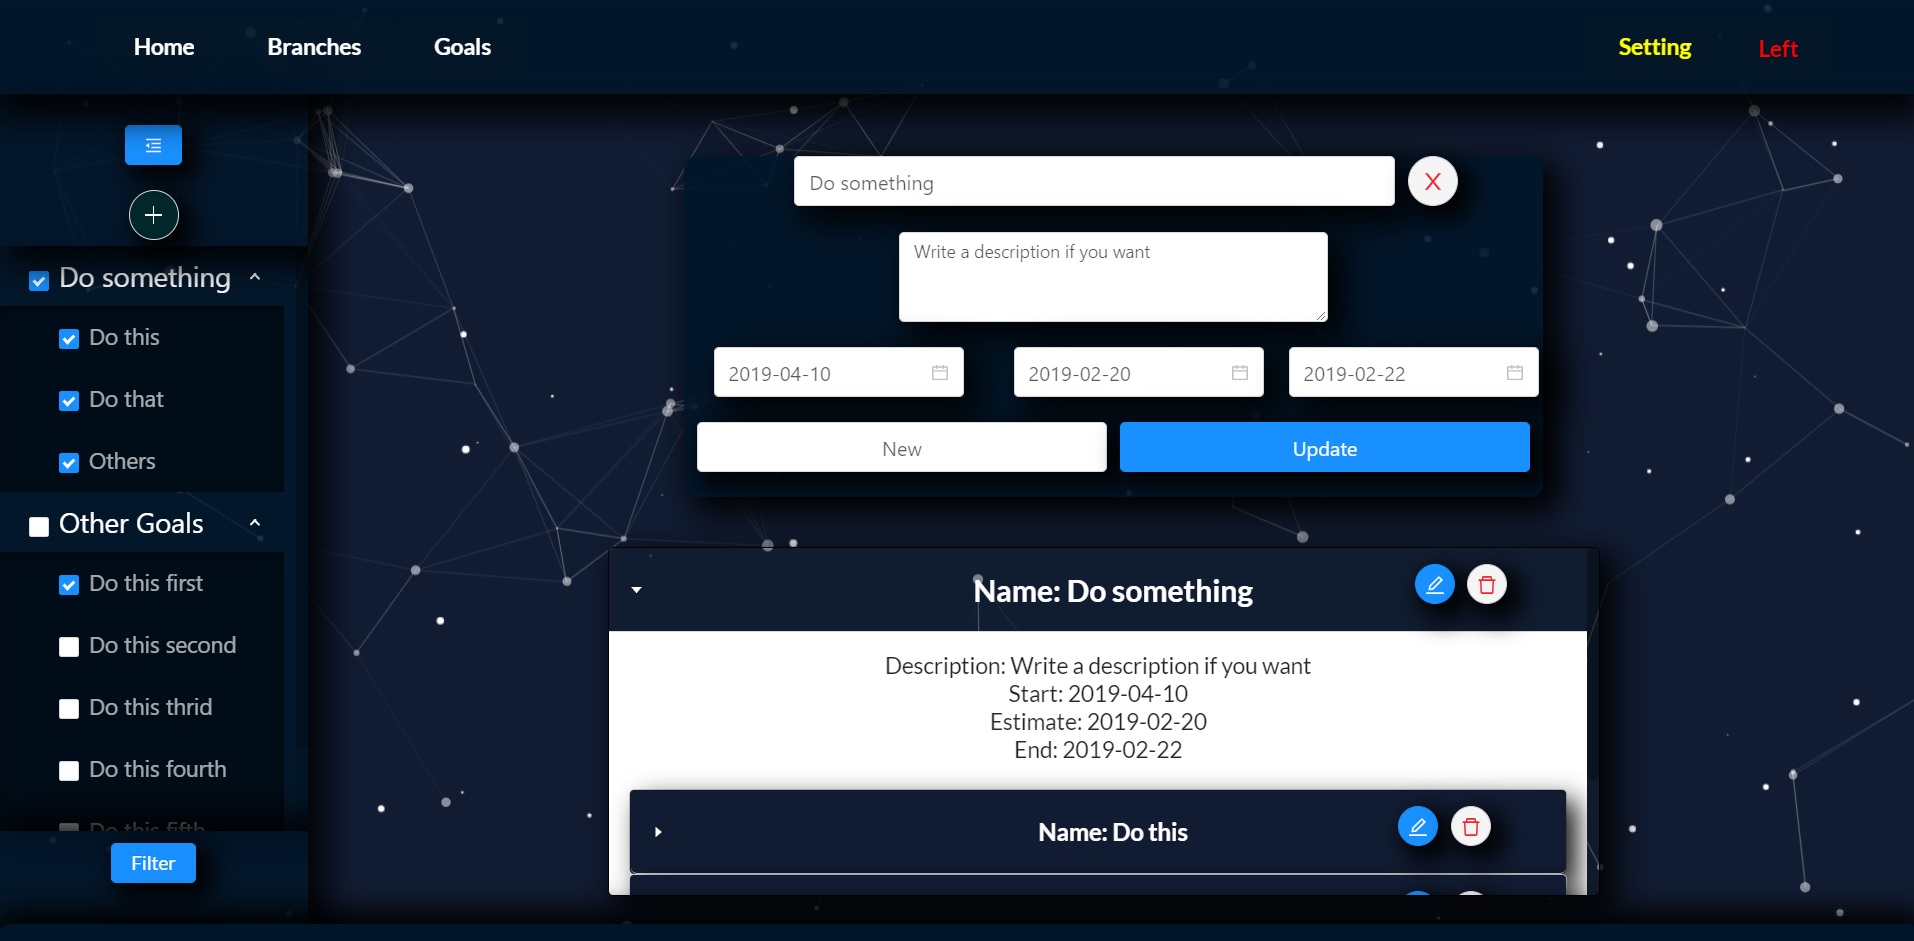 Home Branches Goals Setting Left
Do something
Do this
Do that
Others
Other Goals
Do this first
Do this second
Do this thrid
Do this fourth
Do this fifth
Filter
Do something X
Write a description if you want
2019-04-10 2019-02-20 2019-02-22
New Update
Name: Do something
Description: Write a description if you want
Start: 2019-04-10
Estimate: 2019-02-20
End: 2019-02-22
Name: Do this